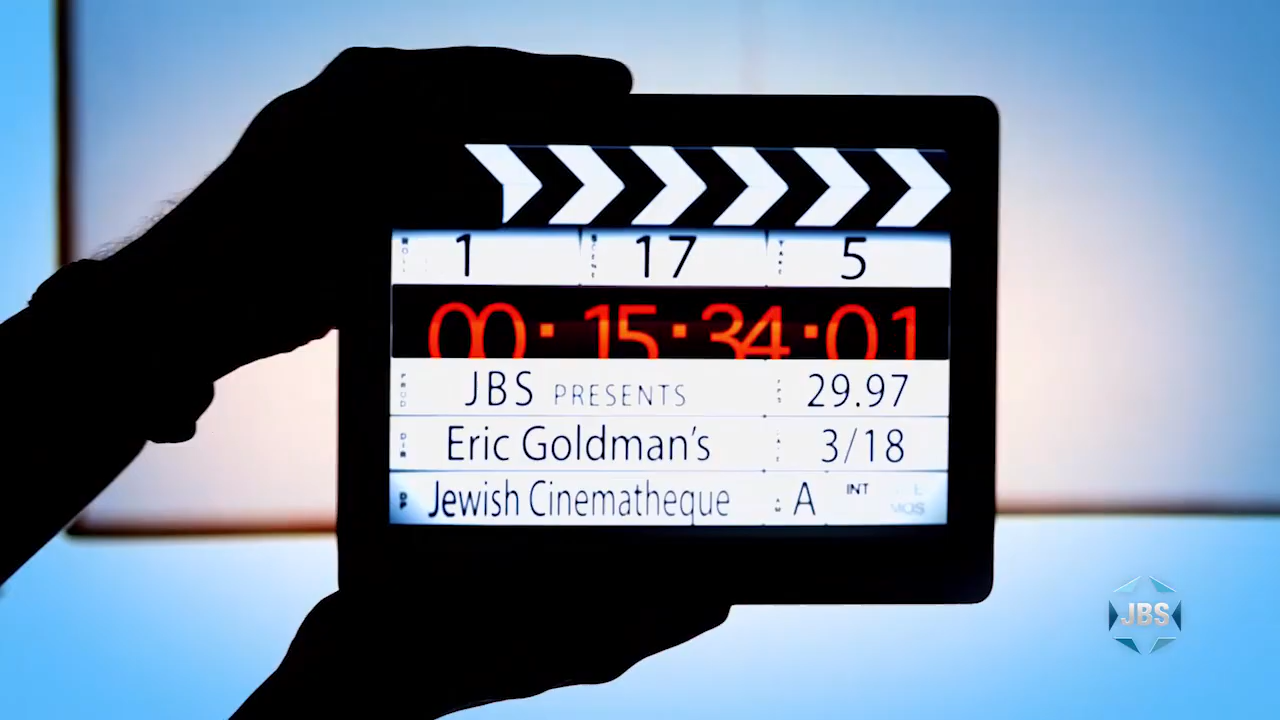 1 17 5
00:15:34:01
JBS PRESENTS 29.97
Eric Goldman's 3/18
Jewish Cinematheque A INT
MOS
JBS